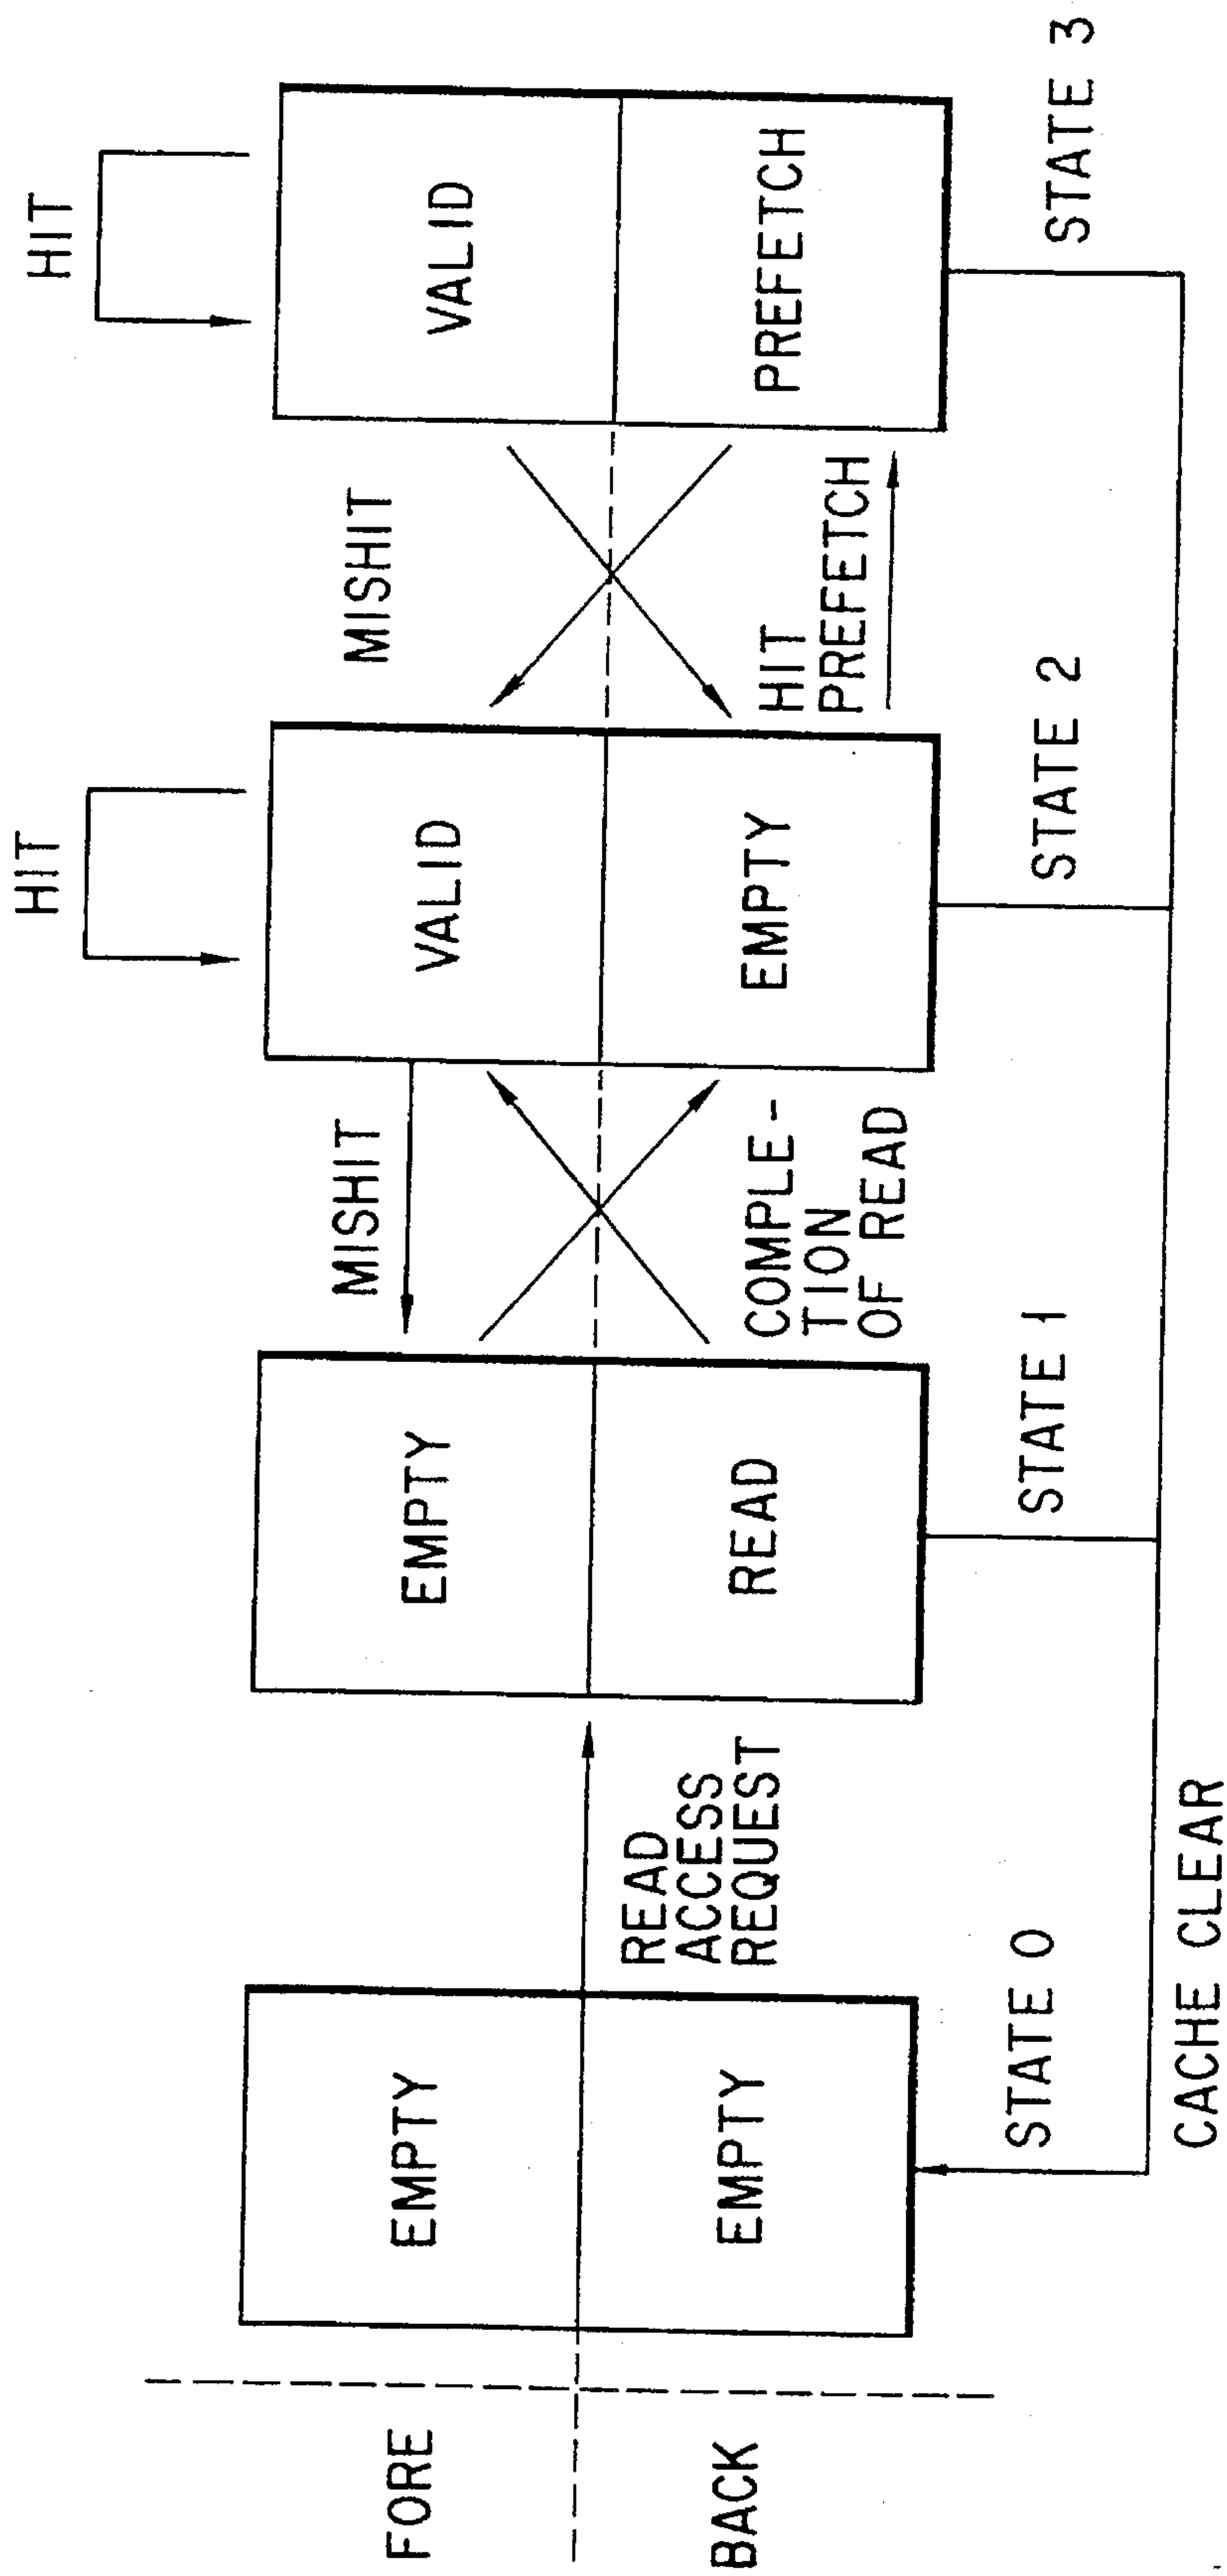 HIT
HIT
MISHIT
MISHIT
FORE
EMPTY
EMPTY
VALID
VALID
BACK
EMPTY
READ
EMPTY
PREFETCH
READ
ACCESS
REQUEST
COMPLE-
TION
OF READ
HIT
PREFETCH
STATE 0
STATE 1
STATE 2
STATE 3
CACHE CLEAR